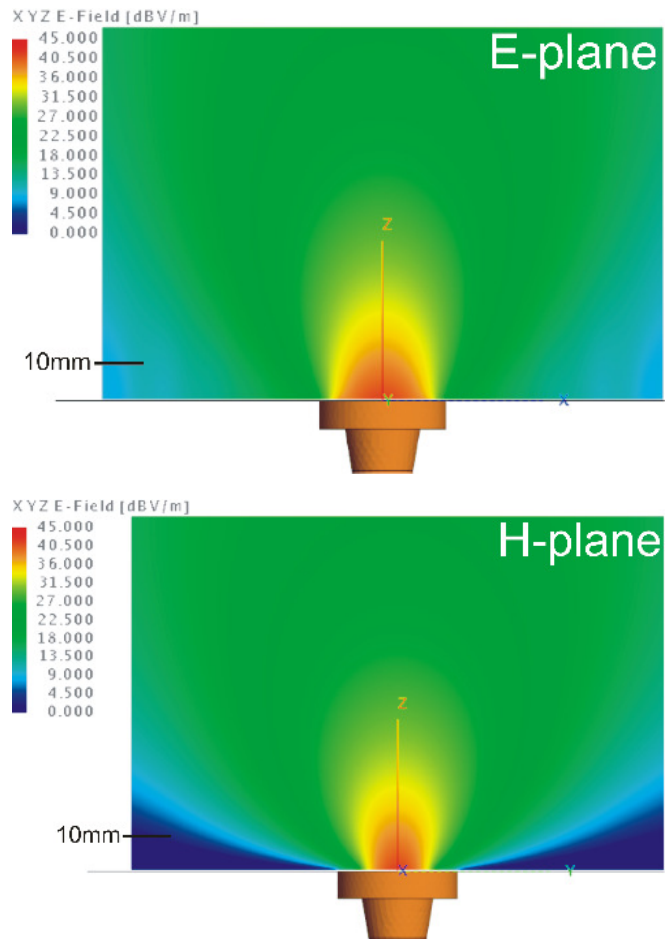 XYZ E-Field [dBV/m]
45.000
40.500
36.000
31.500
27.000
22.500
18.000
13.500
9.000
4.500
0.000
E-plane
Z
10mm
Y
X
XYZ E-Field [dBV/m]
45.000
40.500
36.000
31.500
27.000
22.500
18.000
13.500
9.000
4.500
0.000
H-plane
Z
10mm
X
Y